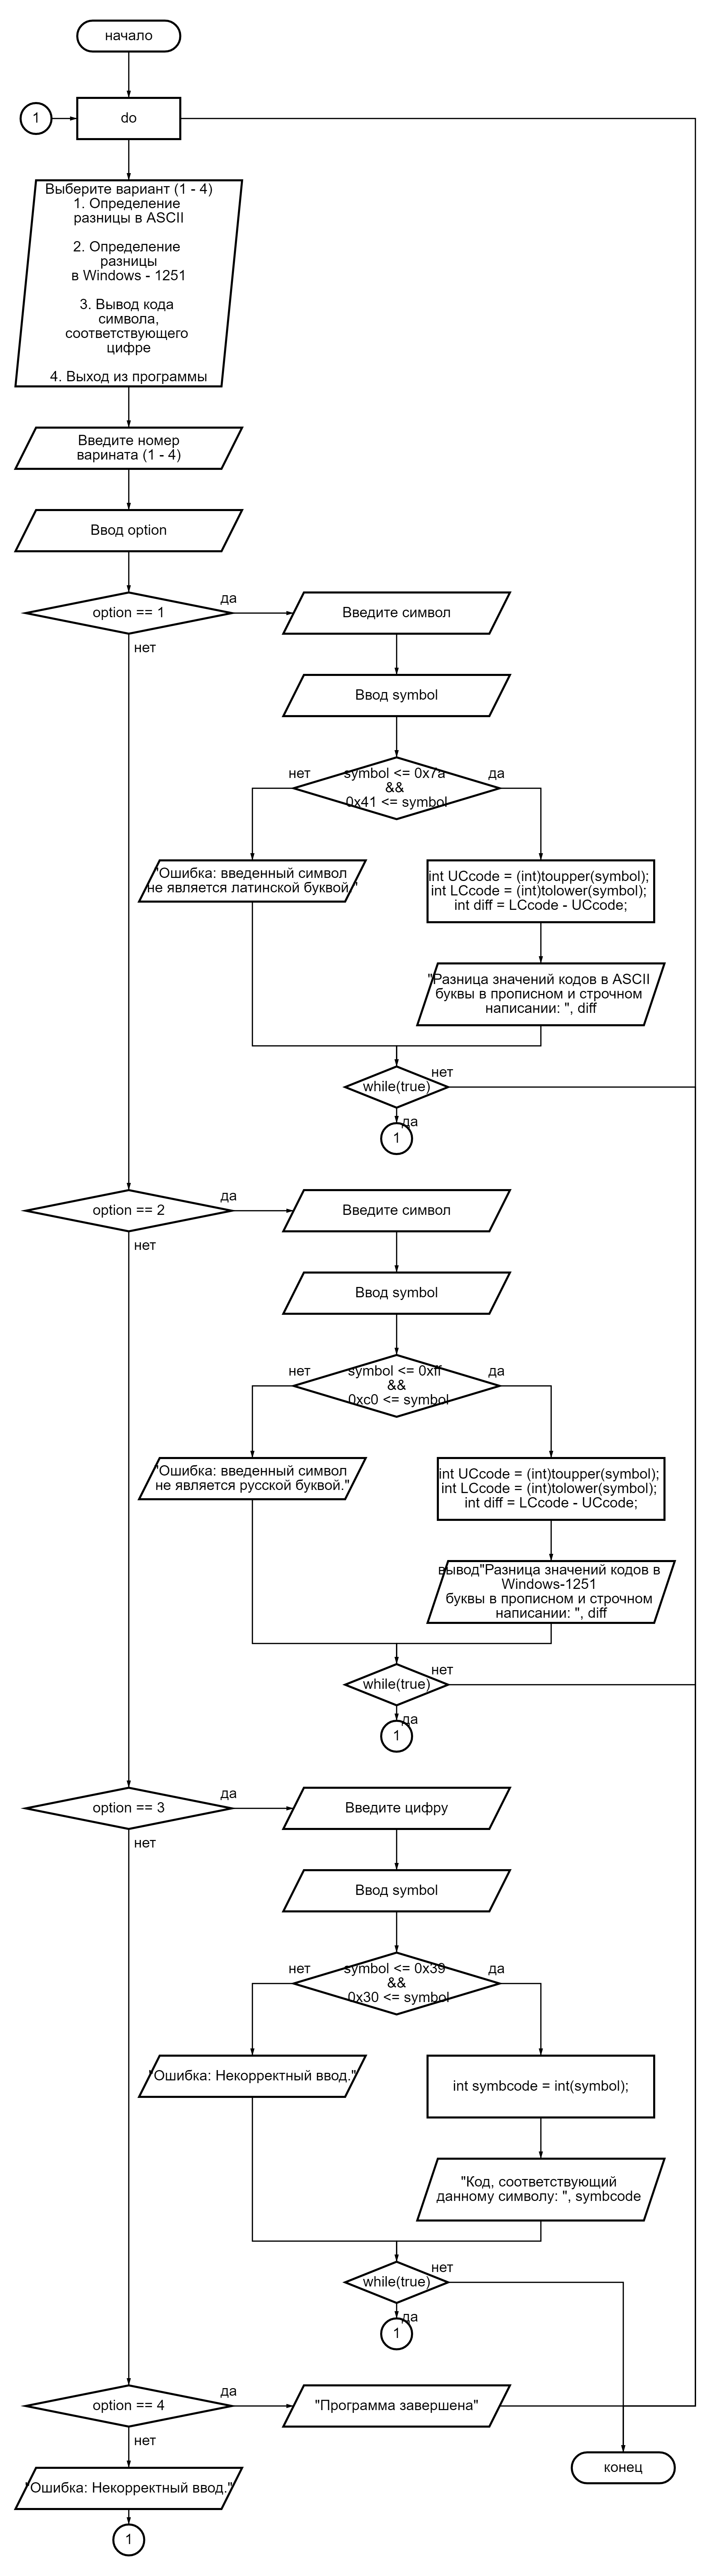 начало
1
do
Выберите вариант (1 - 4)
1. Определение
разницы в ASCII
2. Определение
разницы
в Windows - 1251
3. Вывод кода
символа,
соответствующего
цифре
4. Выход из программы
Введите номер
варината (1 - 4)
Ввод option
option == 1
да
нет
Введите символ
Ввод symbol
symbol <= 0x7a
&&
0x41 <= symbol
нет
да
"Ошибка: введенный символ
не является латинской буквой."
int UCcode = (int)toupper(symbol);
int LCcode = (int)tolower(symbol);
int diff = LCcode - UCcode;
"Разница значений кодов в ASCII
буквы в прописном и строчном
написании: ", diff
while(true)
нет
да
1
option == 2
да
нет
Введите символ
Ввод symbol
symbol <= 0xff
&&
0xc0 <= symbol
нет
да
"Ошибка: введенный символ
не является русской буквой."
int UCcode = (int)toupper(symbol);
int LCcode = (int)tolower(symbol);
int diff = LCcode - UCcode;
вывод"Разница значений кодов в
Windows-1251
буквы в прописном и строчном
написании: ", diff
while(true)
нет
да
1
option == 3
да
нет
Введите цифру
Ввод symbol
symbol <= 0x39
&&
0x30 <= symbol
нет
да
"Ошибка: Некорректный ввод."
int symbcode = int(symbol);
"Код, соответствующий
данному символу: ", symbcode
while(true)
нет
да
1
option == 4
да
нет
"Программа завершена"
конец
"Ошибка: Некорректный ввод."
1